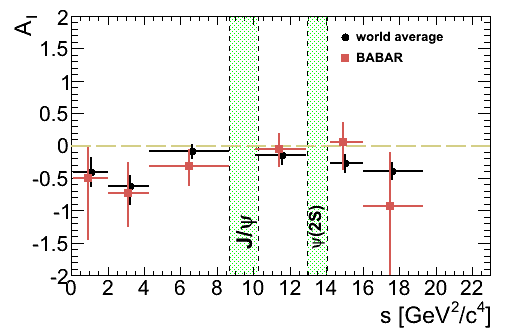 A_I
world average
BABAR
2
1.5
1
0.5
0
-0.5
-1
-1.5
-2
J/ψ
ψ(2S)
0 2 4 6 8 10 12 14 16 18 20 22
s [GeV²/c⁴]